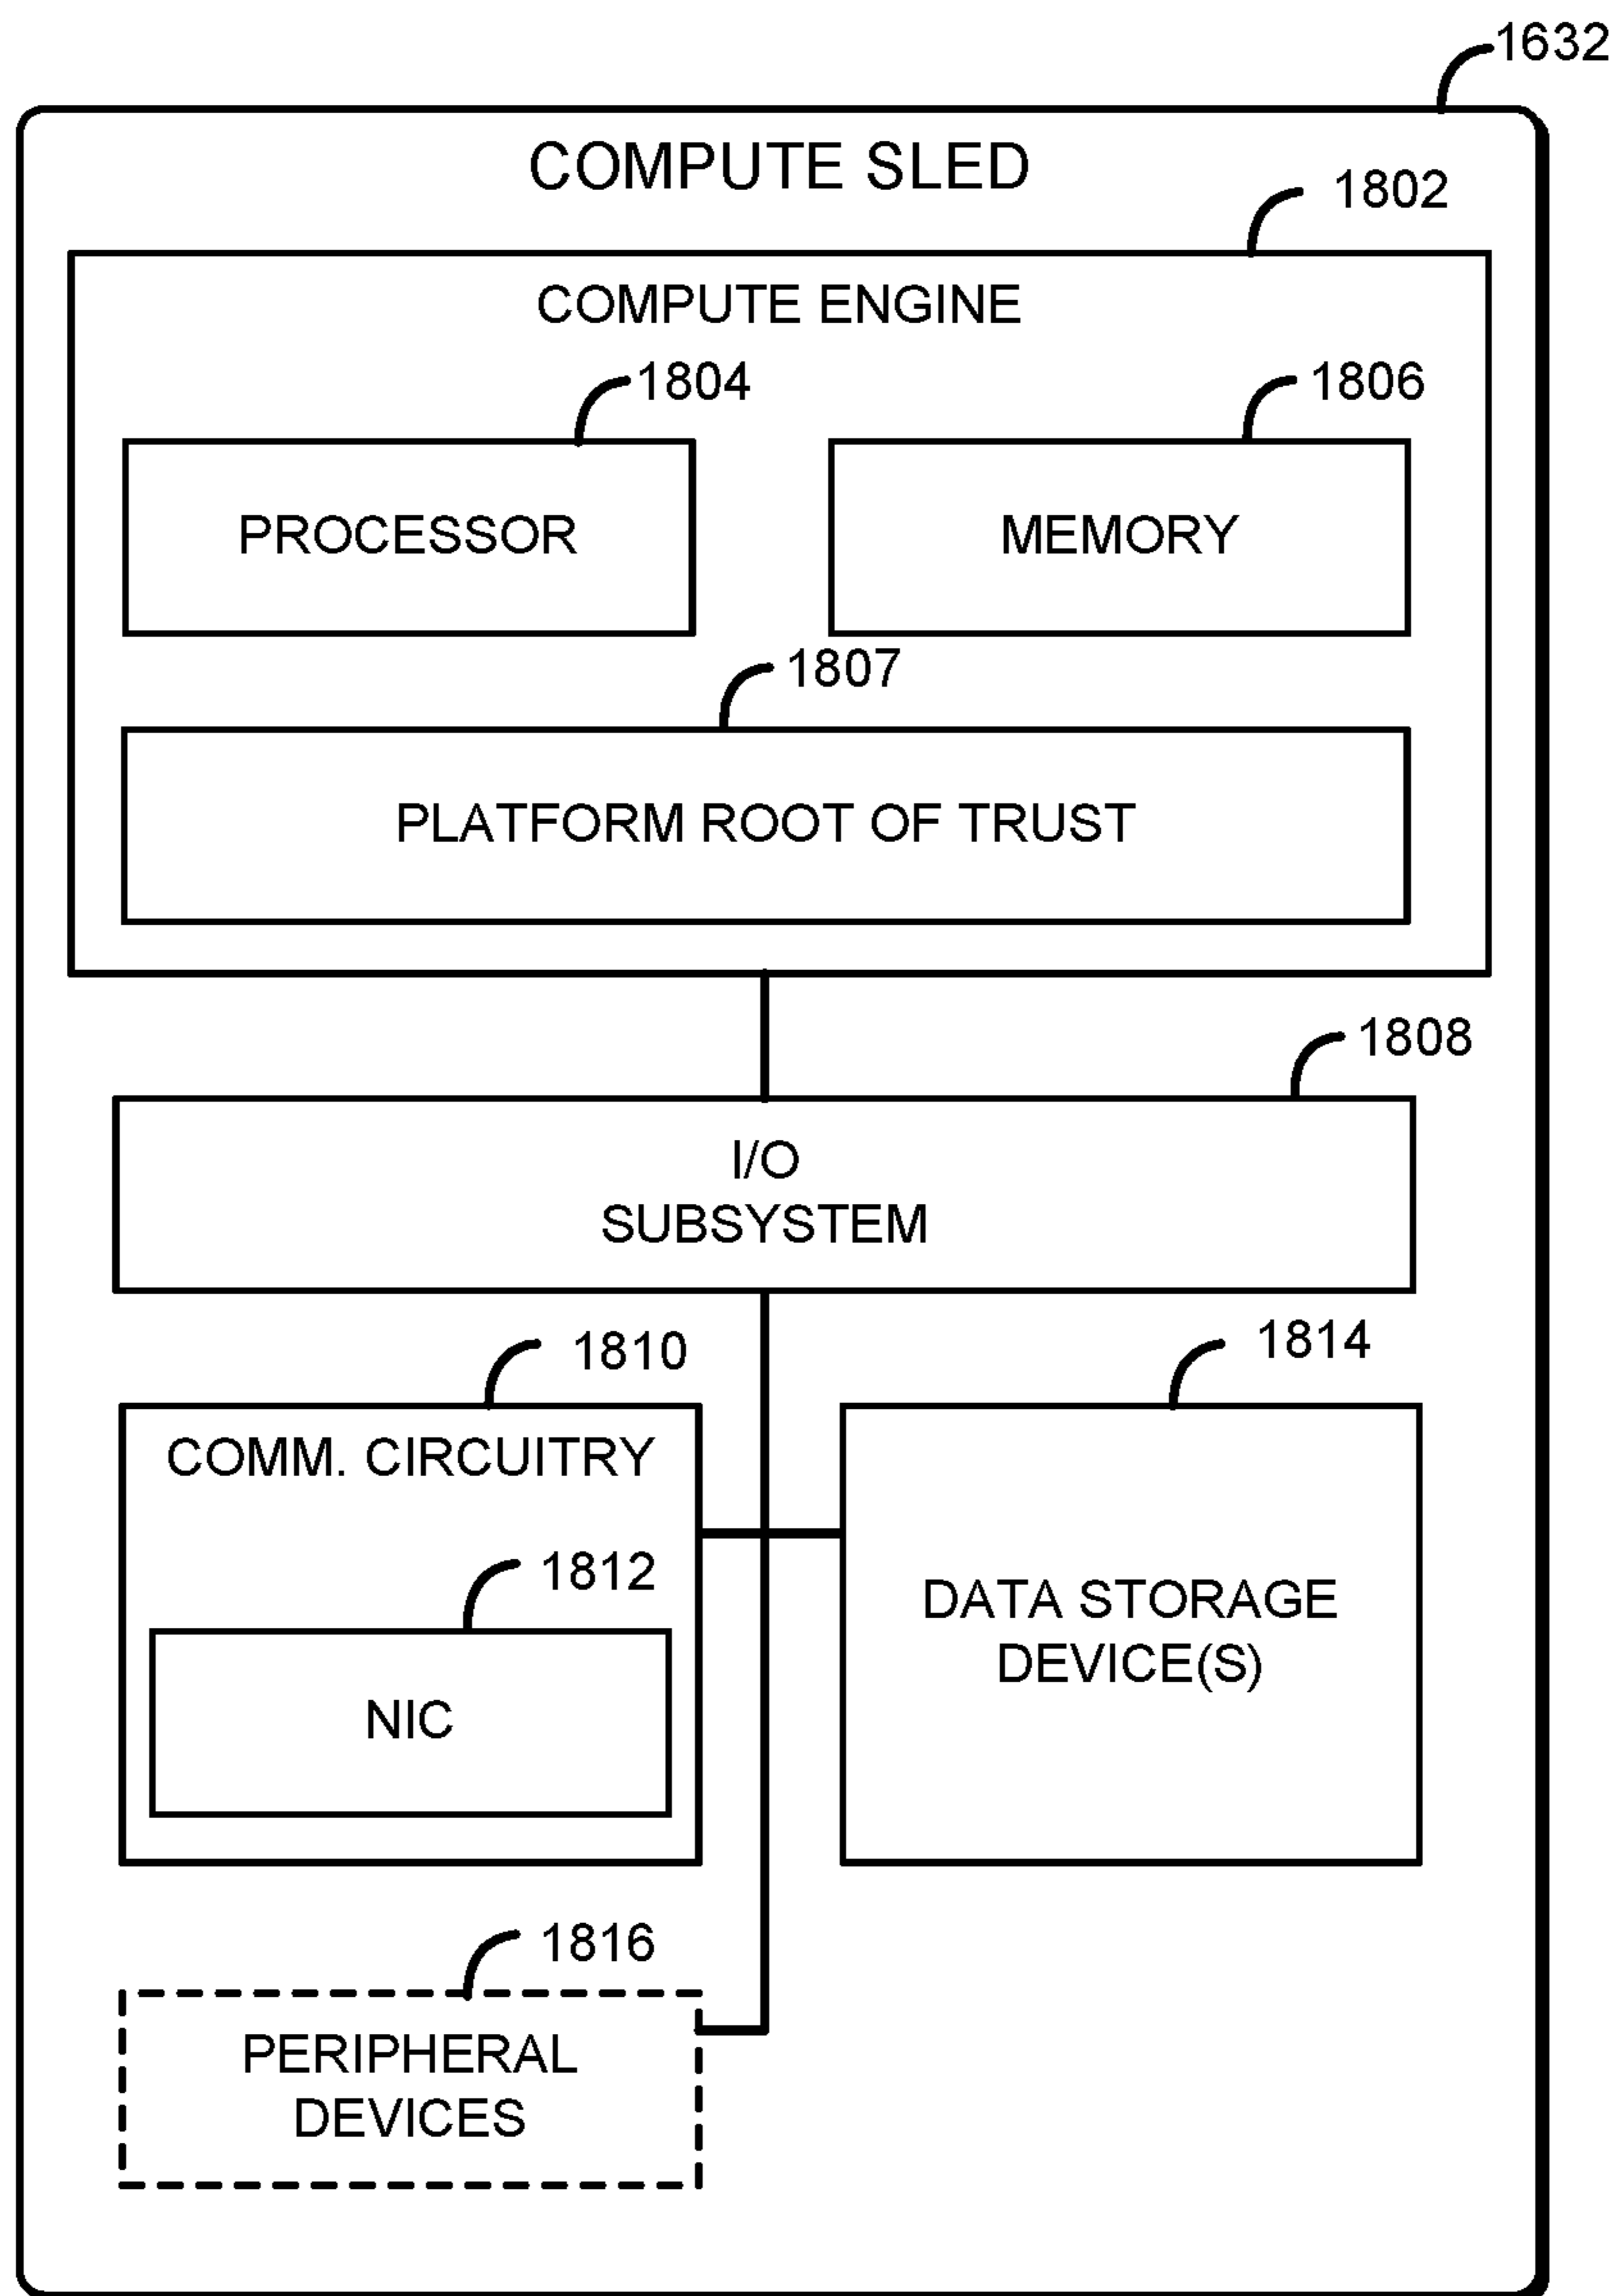 1632
COMPUTE SLED
1802
COMPUTE ENGINE
1804
1806
PROCESSOR
MEMORY
1807
PLATFORM ROOT OF TRUST
1808
I/O
SUBSYSTEM
1810
1814
COMM. CIRCUITRY
1812
DATA STORAGE
DEVICE(S)
NIC
1816
PERIPHERAL
DEVICES